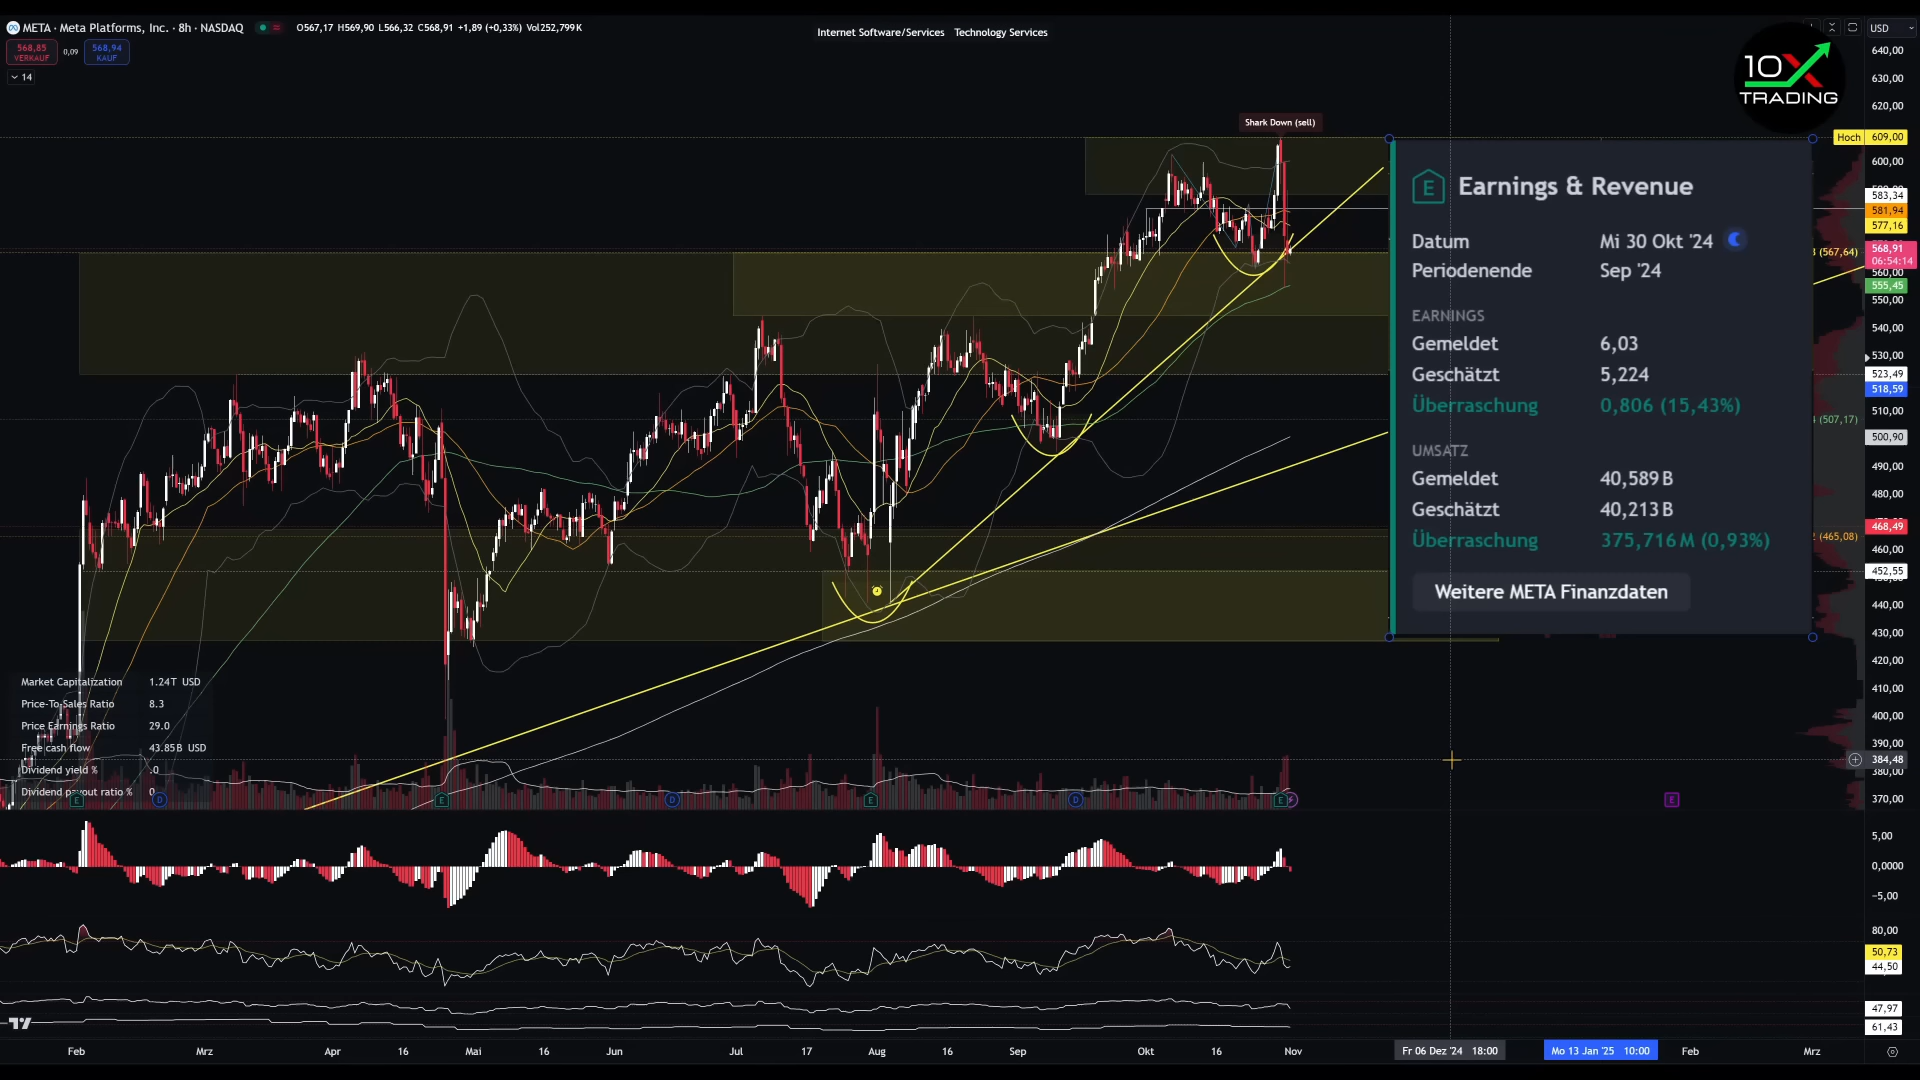 META · Meta Platforms, Inc. · 8h · NASDAQ
O567,17 H569,90 L566,32 C568,91 +1,89 (+0,33%) Vol252,799K
Internet Software/Services Technology Services
USD
568,85
VERKAUF
0,09
568,94
KAUF
14
10X
TRADING
Shark Down (sell)
Earnings & Revenue
Datum Mi 30 Okt '24
Periodenende Sep '24
EARNINGS
Gemeldet 6,03
Geschätzt 5,224
Überraschung 0,806 (15,43%)
UMSATZ
Gemeldet 40,589 B
Geschätzt 40,213 B
Überraschung 375,716 M (0,93%)
Weitere META Finanzdaten
640,00
630,00
620,00
Hoch 609,00
600,00
583,34
581,94
577,16
568,91
06:54:14
(567,64)
560,00
555,45
550,00
540,00
530,00
523,49
518,59
510,00
(507,17)
500,90
490,00
480,00
468,49
(465,08)
460,00
452,55
440,00
430,00
420,00
410,00
400,00
390,00
384,48
380,00
370,00
Market Capitalization 1.24T USD
Price-To-Sales Ratio 8.3
Price Earnings Ratio 29.0
Free cash flow 43.85B USD
Dividend yield % .0
Dividend payout ratio % 0
E D E D E D E E
5,00
0,0000
−5,00
80,00
50,73
44,50
47,97
61,43
Feb Mrz Apr 16 Mai 16 Jun Jul 17 Aug 16 Sep Okt 16 Nov Fr 06 Dez '24 18:00 Mo 13 Jan '25 10:00 Feb Mrz